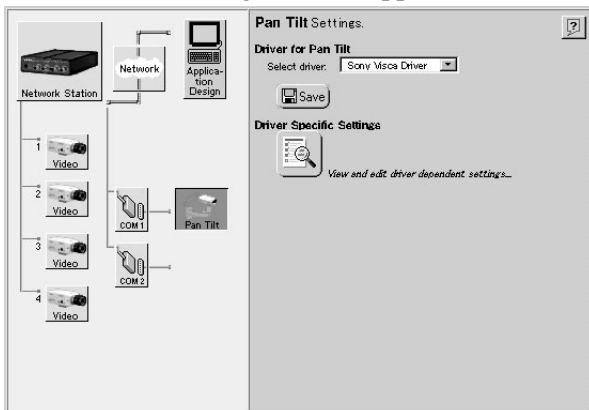 Network Station
Network
Applica-
tion
Design
1
Video
2
Video
3
Video
4
Video
COM 1
Pan Tilt
COM 2
Pan Tilt Settings.
?
Driver for Pan Tilt
Select driver: Sony Visca Driver
Save
Driver Specific Settings
View and edit driver dependent settings...